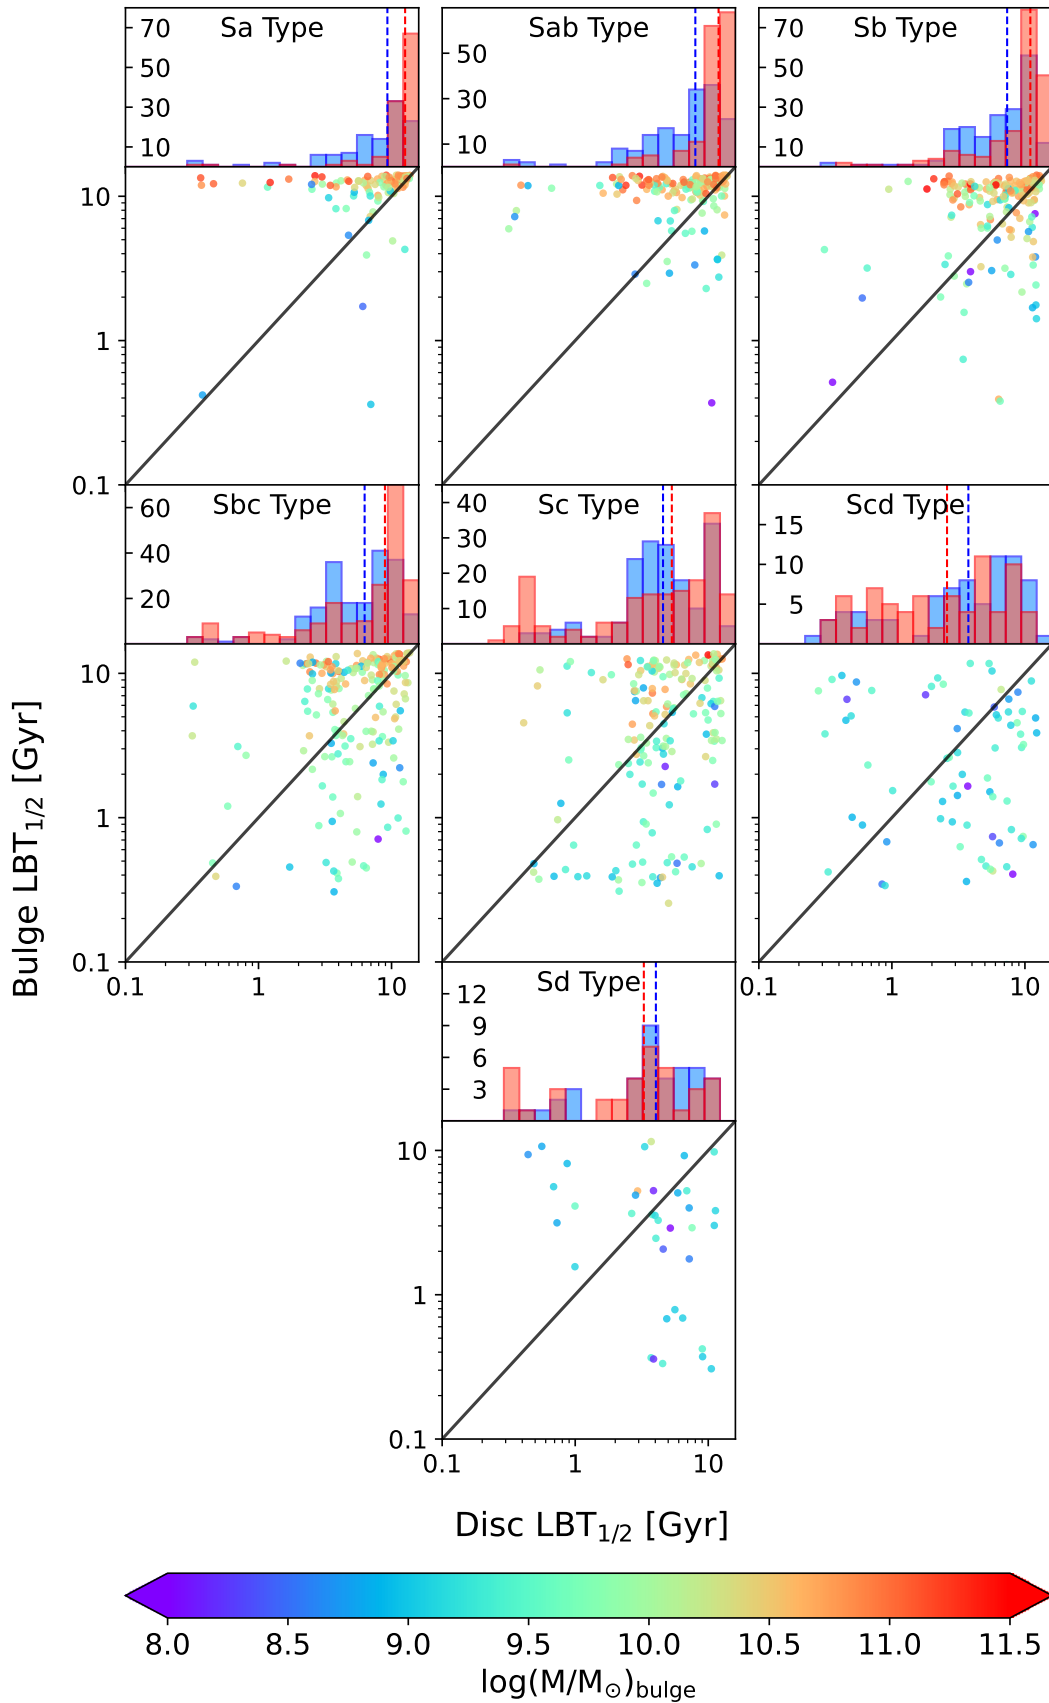 Sa Type
70
50
30
10
Sab Type
50
30
10
Sb Type
70
50
30
10
10
1
0.1
Sbc Type
60
40
20
Sc Type
40
30
20
10
Scd Type
15
10
5
10
1
0.1
0.1 1 10
0.1 1 10
Sd Type
12
9
6
3
10
1
0.1
0.1 1 10
Bulge LBT1/2 [Gyr]
Disc LBT1/2 [Gyr]
8.0 8.5 9.0 9.5 10.0 10.5 11.0 11.5
log(M/M⊙)bulge